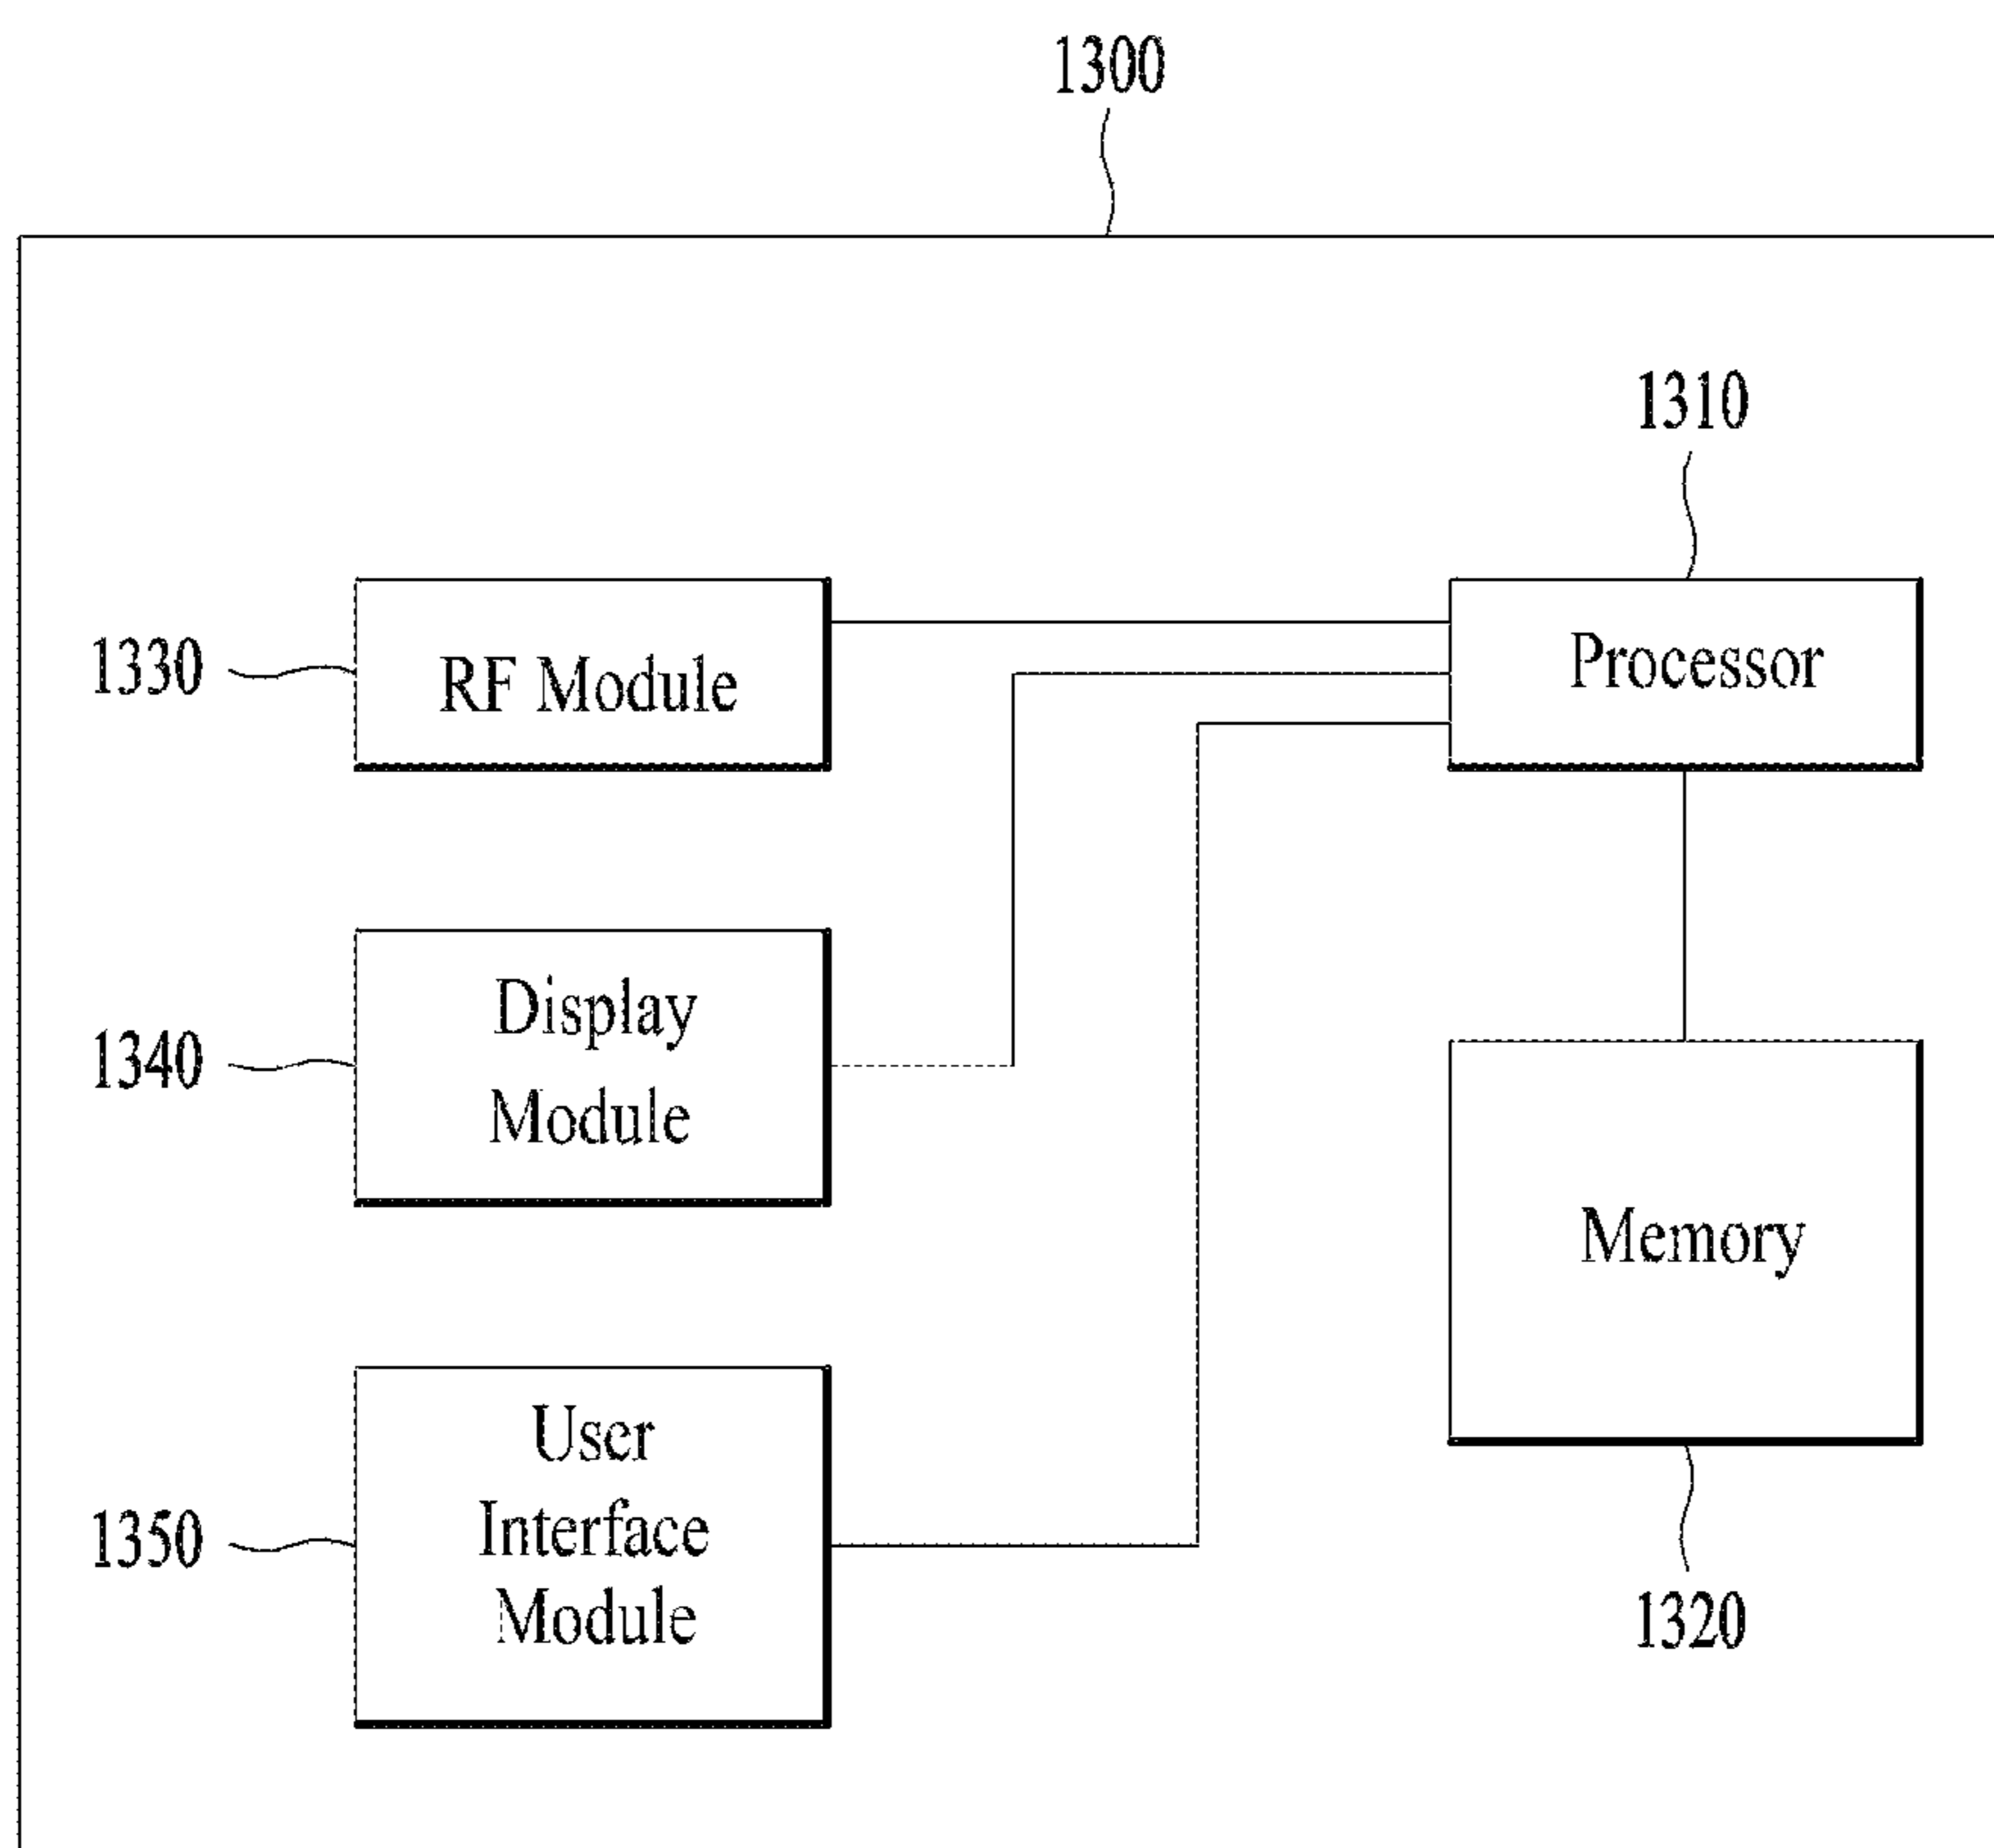 1300
1310
Processor
1330
RF Module
1340
Display
Module
Memory
1320
1350
User
Interface
Module